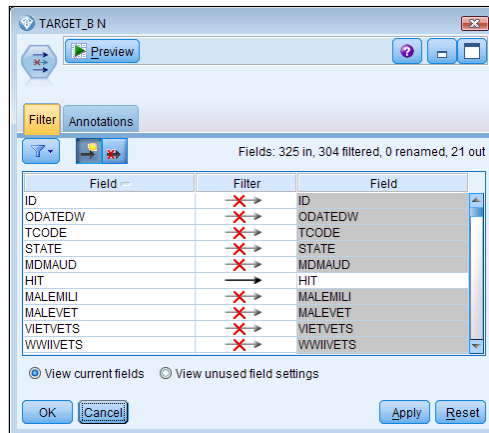 TARGET_B N
Preview
Filter Annotations
Fields: 325 in, 304 filtered, 0 renamed, 21 out
Field Filter Field
ID ID
ODATEDW ODATEDW
TCODE TCODE
STATE STATE
MDMAUD MDMAUD
HIT HIT
MALEMILI MALEMILI
MALEVET MALEVET
VIETVETS VIETVETS
WWIIVETS WWIIVETS
View current fields View unused field settings
OK Cancel Apply Reset